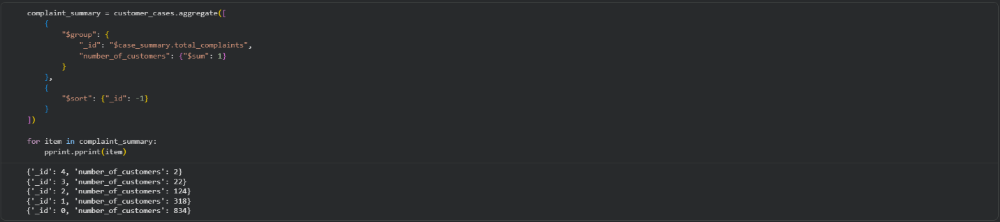 complaint_summary = customer_cases.aggregate([
    {
        "$group": {
            "_id": "$case_summary.total_complaints",
            "number_of_customers": {"$sum": 1}
        }
    },
    {
        "$sort": {"_id": -1}
    }
])

for item in complaint_summary:
    pprint.pprint(item)
{'_id': 4, 'number_of_customers': 2}
{'_id': 3, 'number_of_customers': 22}
{'_id': 2, 'number_of_customers': 124}
{'_id': 1, 'number_of_customers': 318}
{'_id': 0, 'number_of_customers': 834}